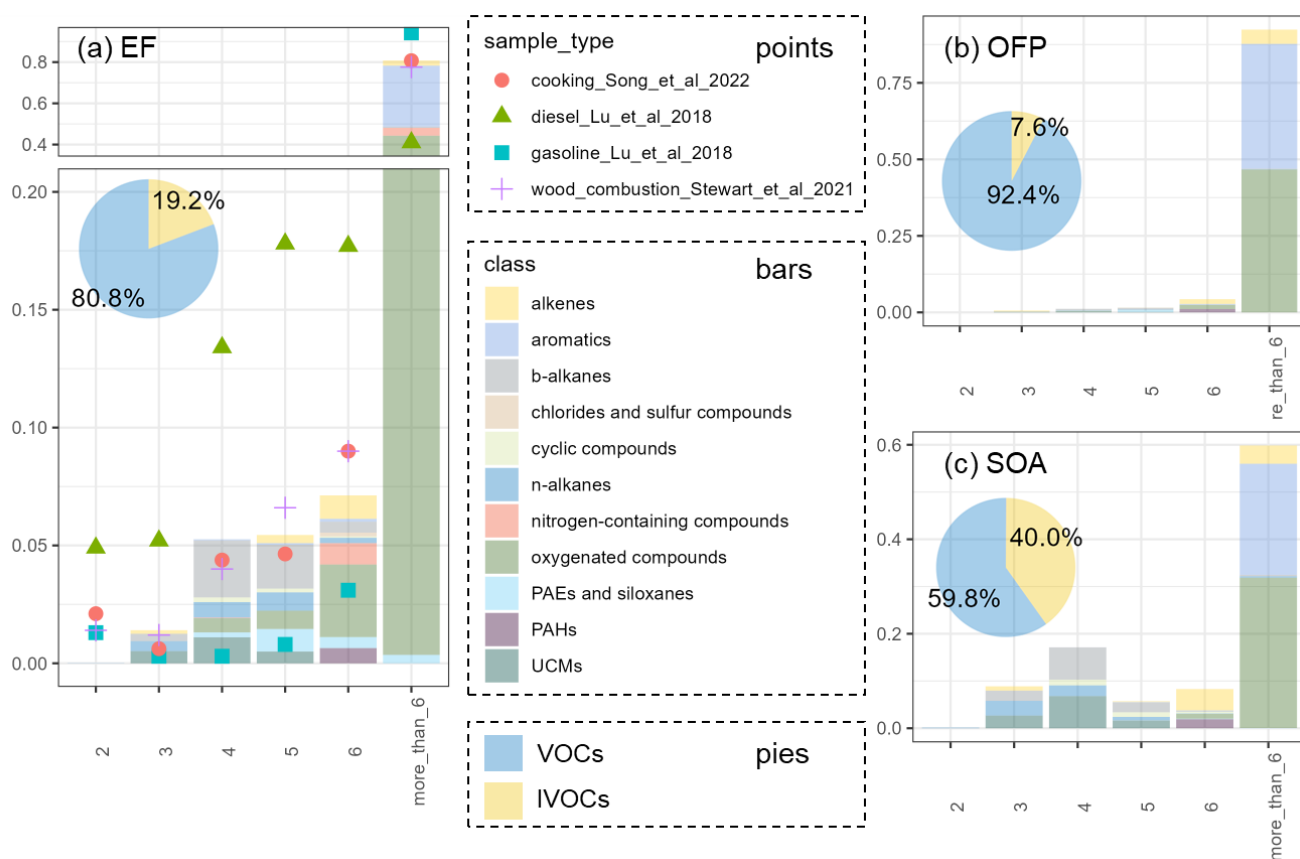 (a) EF
0.8
0.6
0.4
0.20
0.15
0.10
0.05
0.00
19.2%
80.8%
2
3
4
5
6
more_than_6
sample_type
points
cooking_Song_et_al_2022
diesel_Lu_et_al_2018
gasoline_Lu_et_al_2018
wood_combustion_Stewart_et_al_2021
class
bars
alkenes
aromatics
b-alkanes
chlorides and sulfur compounds
cyclic compounds
n-alkanes
nitrogen-containing compounds
oxygenated compounds
PAEs and siloxanes
PAHs
UCMs
pies
VOCs
IVOCs
(b) OFP
0.75
0.50
0.25
0.00
7.6%
92.4%
2
3
4
5
6
re_than_6
(c) SOA
0.6
0.4
0.2
0.0
40.0%
59.8%
2
3
4
5
6
more_than_6